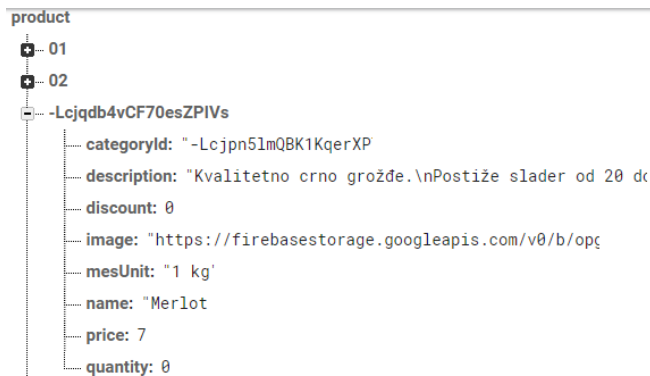 product
01
02
-Lcjqdb4vCF70esZPIVs
categoryId: "-Lcjpn5lmQBK1KqerXP
description: "Kvalitetno crno grožđe.\nPostiže slader od 20 do
discount: 0
image: "https://firebasestorage.googleapis.com/v0/b/opg
mesUnit: "1 kg'
name: "Merlot
price: 7
quantity: 0